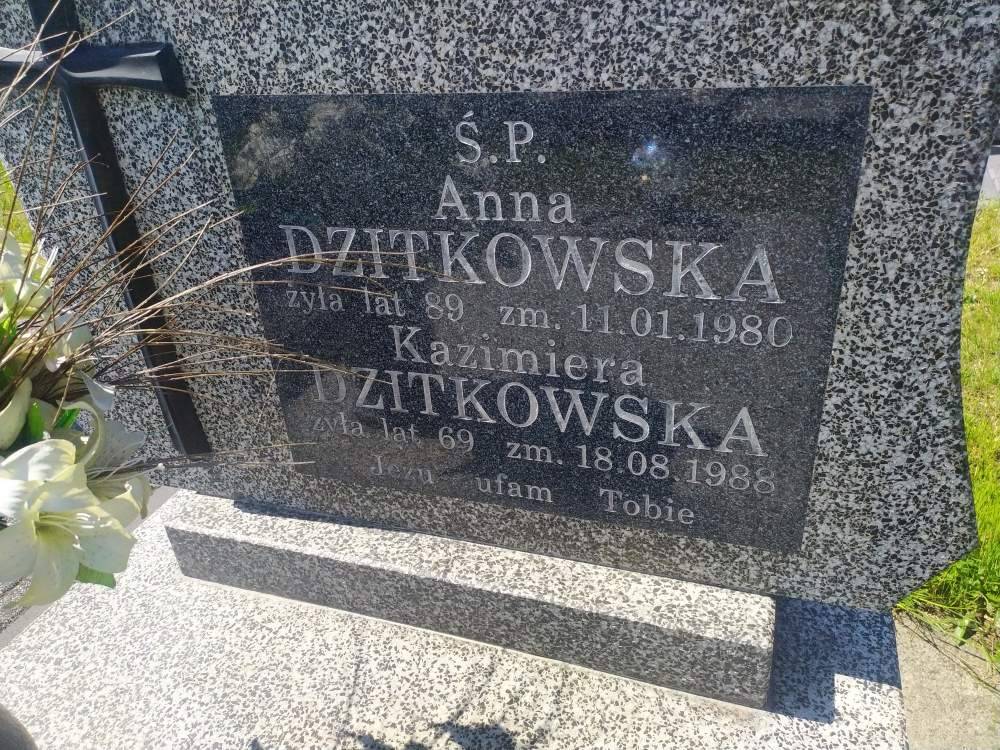 Ś.P.
Anna
DZITKOWSKA
żyła lat 89 zm. 11.01.1980
Kazimiera
DZITKOWSKA
żyła lat 69 zm. 18.08.1988
Jezu ufam Tobie